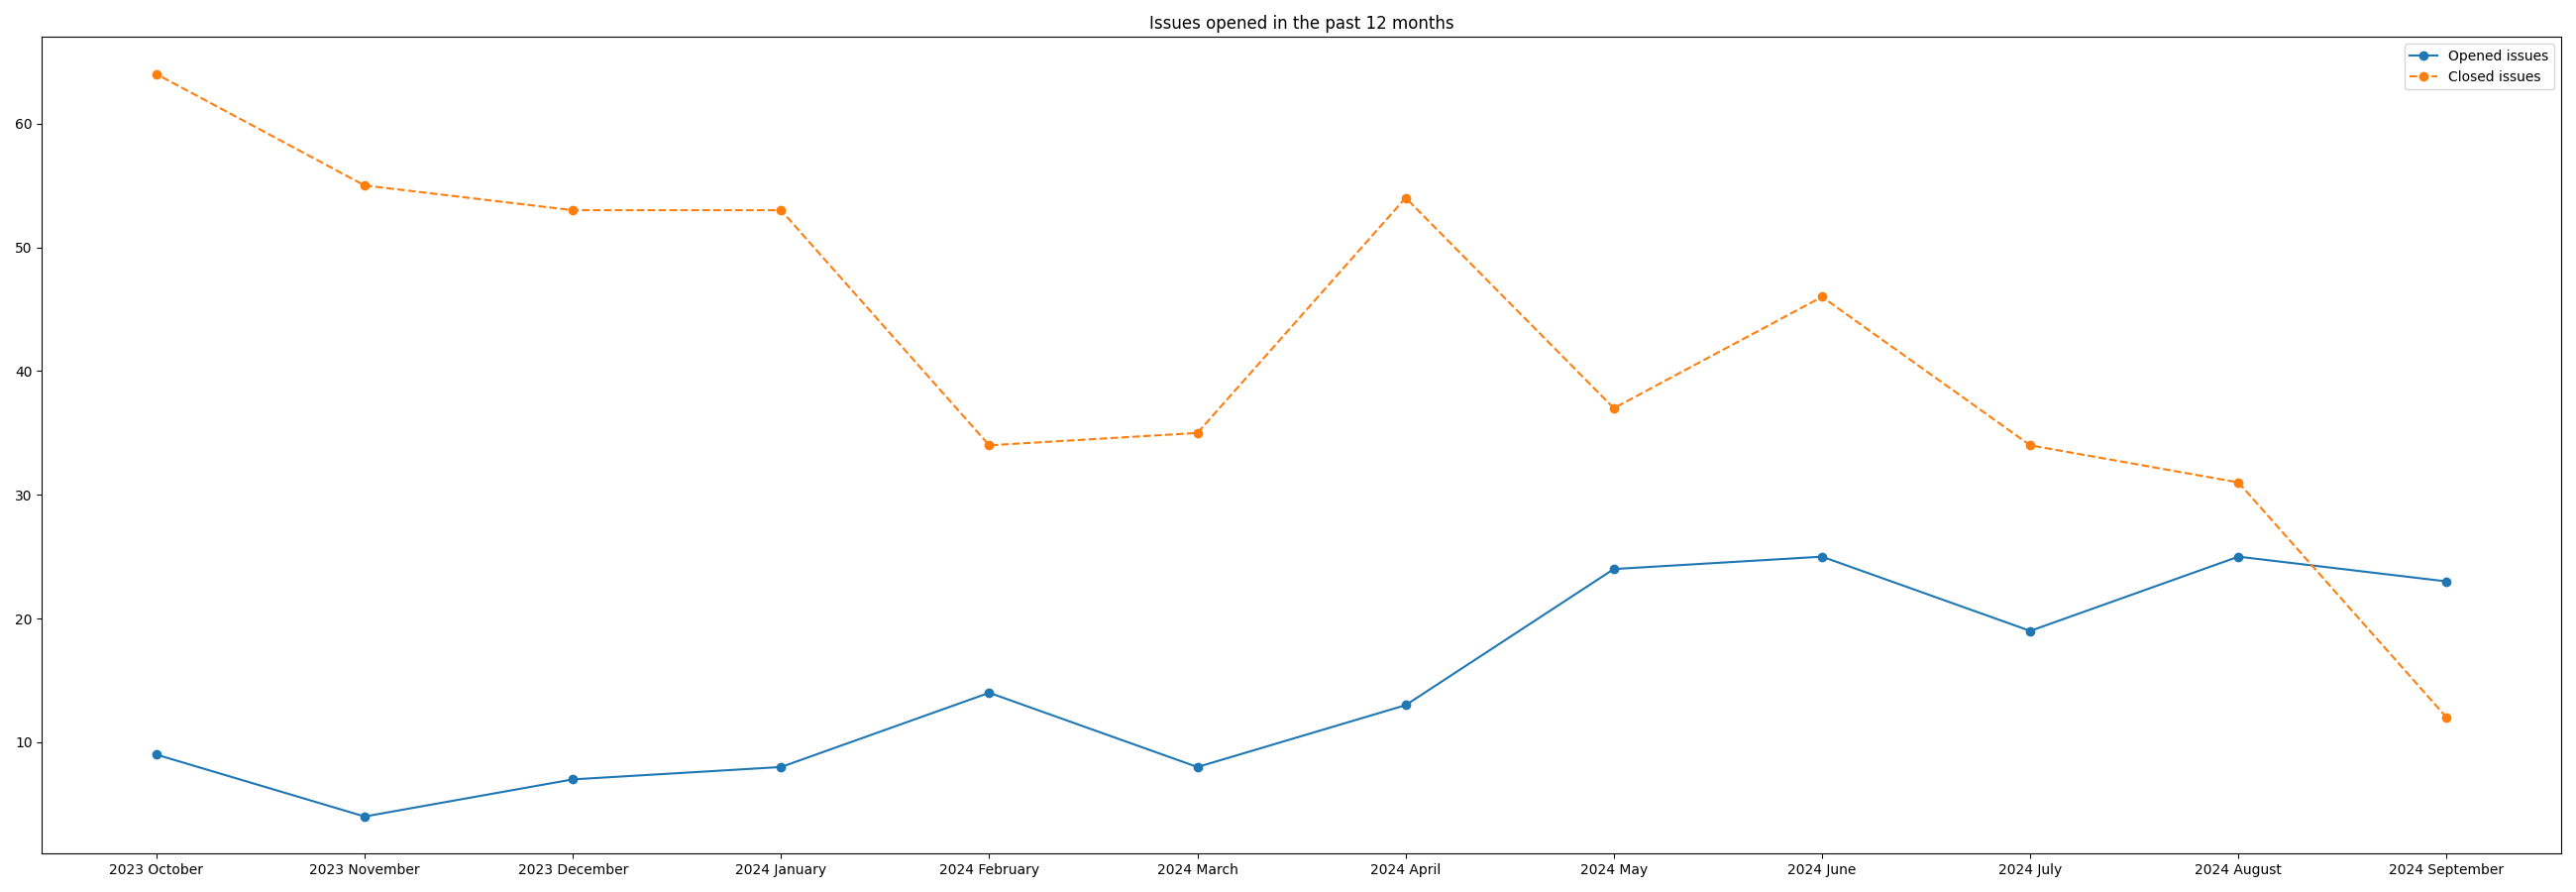 Issues opened in the past 12 months
Opened issues
Closed issues
60
50
40
30
20
10
2023 October 2023 November 2023 December 2024 January 2024 February 2024 March 2024 April 2024 May 2024 June 2024 July 2024 August 2024 September